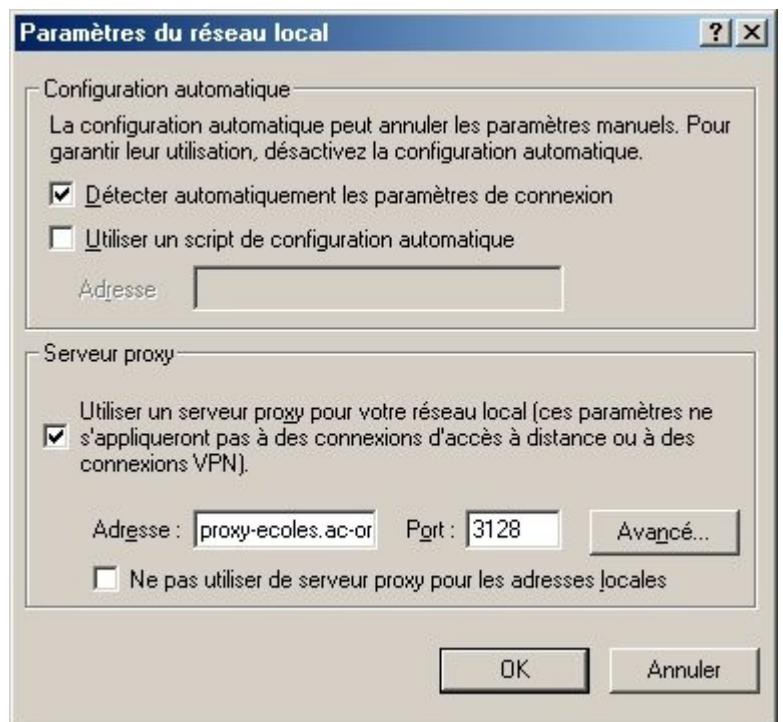 Paramètres du réseau local
Configuration automatique
La configuration automatique peut annuler les paramètres manuels. Pour
garantir leur utilisation, désactivez la configuration automatique.
Détecter automatiquement les paramètres de connexion
Utiliser un script de configuration automatique
Adresse
Serveur proxy
Utiliser un serveur proxy pour votre réseau local (ces paramètres ne
s'appliqueront pas à des connexions d'accès à distance ou à des
connexions VPN).
Adresse : proxy-ecoles.ac-or Port : 3128 Avancé...
Ne pas utiliser de serveur proxy pour les adresses locales
OK Annuler